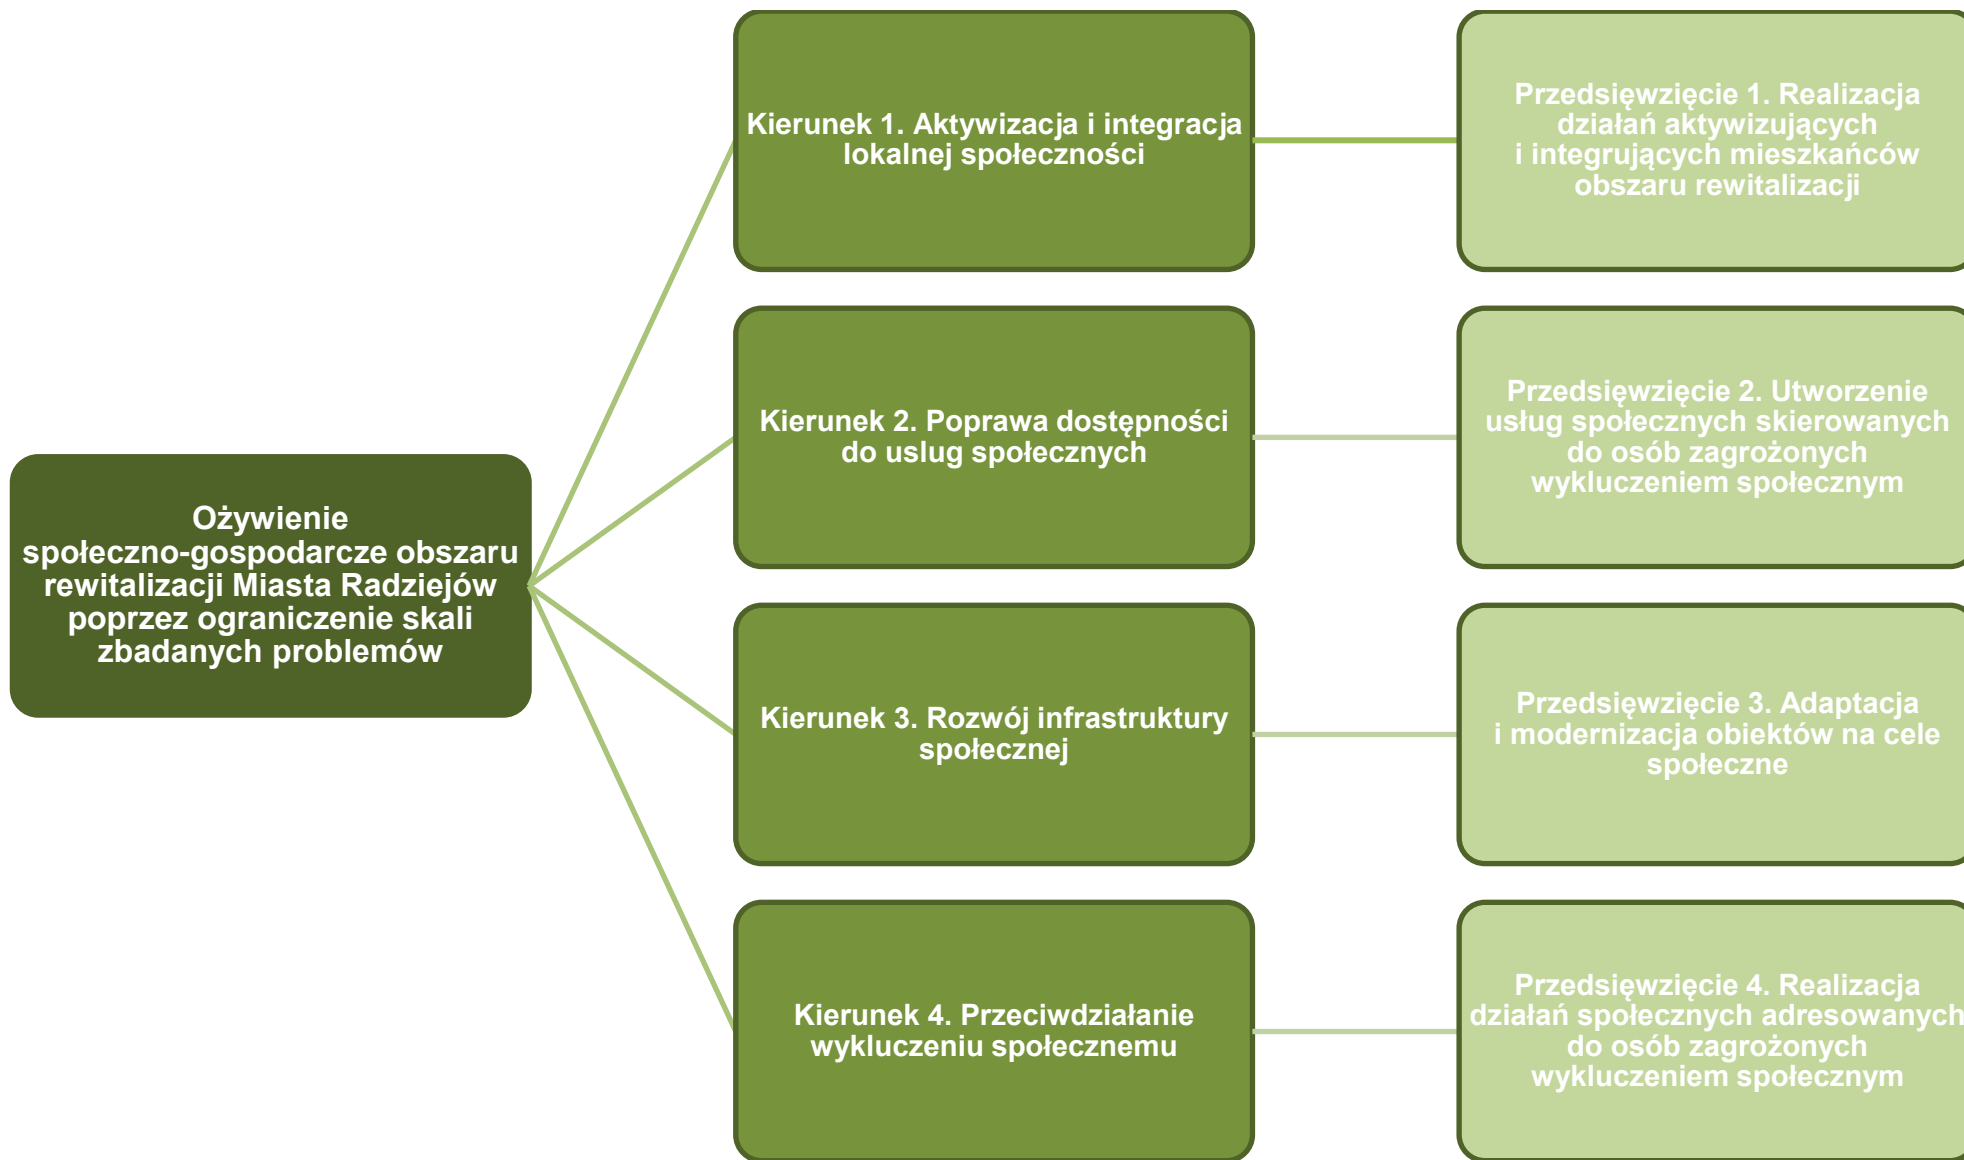 Ożywienie
społeczno-gospodarcze obszaru
rewitalizacji Miasta Radziejów
poprzez ograniczenie skali
zbadanych problemów
Kierunek 1. Aktywizacja i integracja
lokalnej społeczności
Przedsięwzięcie 1. Realizacja
działań aktywizujących
i integrujących mieszkańców
obszaru rewitalizacji
Kierunek 2. Poprawa dostępności
do uslug społecznych
Przedsięwzięcie 2. Utworzenie
usług społecznych skierowanych
do osób zagrożonych
wykluczeniem społecznym
Kierunek 3. Rozwój infrastruktury
społecznej
Przedsięwzięcie 3. Adaptacja
i modernizacja obiektów na cele
społeczne
Kierunek 4. Przeciwdziałanie
wykluczeniu społecznemu
Przedsięwzięcie 4. Realizacja
działań społecznych adresowanych
do osób zagrożonych
wykluczeniem społecznym